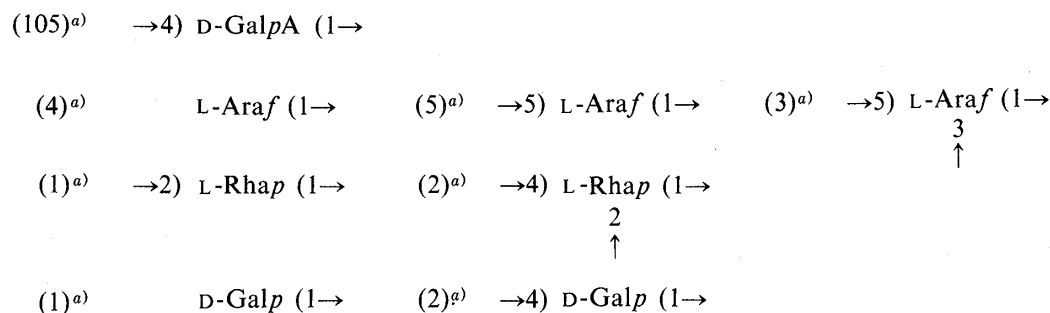 (105)a) →4) D-GalpA (1→
(4)a) L-Araf (1→ (5)a) →5) L-Araf (1→ (3)a) →5) L-Araf (1→
3
↑
(1)a) →2) L-Rhap (1→ (2)a) →4) L-Rhap (1→
2
↑
(1)a) D-Galp (1→ (2)a) →4) D-Galp (1→